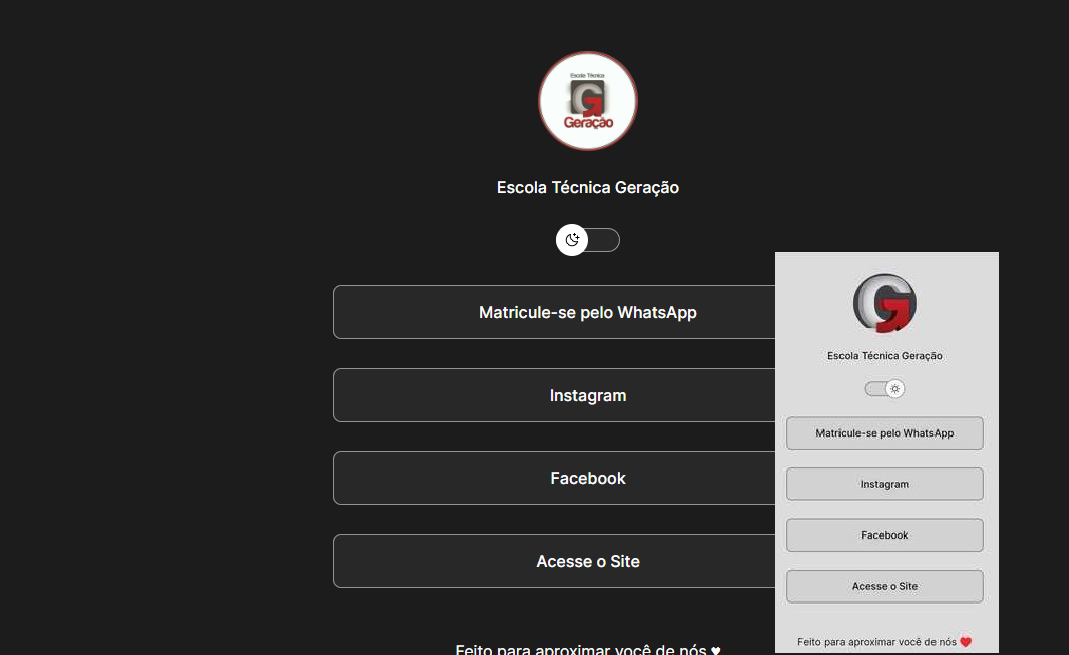 Escola Técnica
Geração
Escola Técnica Geração
Matricule-se pelo WhatsApp
Instagram
Facebook
Acesse o Site
Feito para aproximar você de nós ♥
Escola Técnica Geração
Matricule-se pelo WhatsApp
Instagram
Facebook
Acesse o Site
Feito para aproximar você de nós ❤️